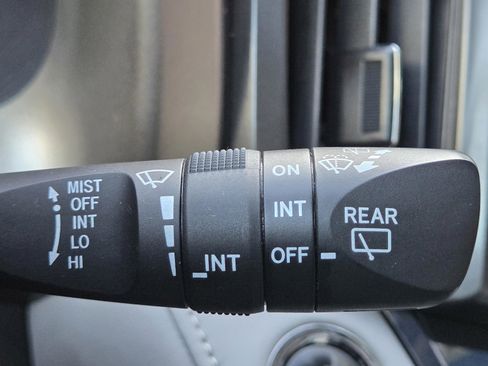 MIST
OFF
INT
LO
HI
INT
ON
INT
OFF
REAR